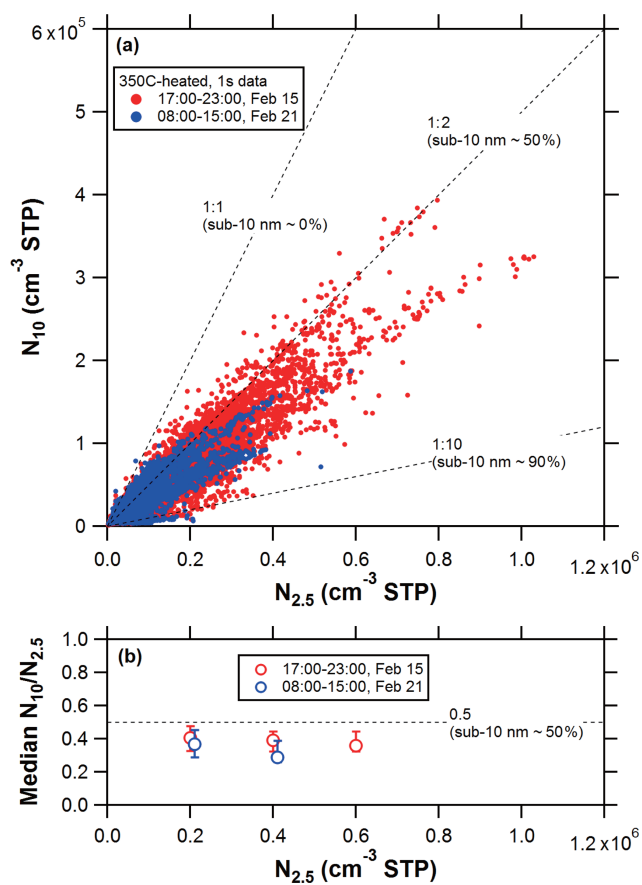 6 x10⁵
(a)
350C-heated, 1s data
17:00-23:00, Feb 15
08:00-15:00, Feb 21
1:2
(sub-10 nm ~ 50%)
1:1
(sub-10 nm ~ 0%)
1:10
(sub-10 nm ~ 90%)
5
4
3
2
1
0
N₁₀ (cm⁻³ STP)
0.0 0.2 0.4 0.6 0.8 1.0
1.2 x10⁶
N₂.₅ (cm⁻³ STP)
(b)
17:00-23:00, Feb 15
08:00-15:00, Feb 21
0.5
(sub-10 nm ~ 50%)
1.0
0.8
0.6
0.4
0.2
0.0
Median N₁₀/N₂.₅
0.0 0.2 0.4 0.6 0.8 1.0
1.2 x10⁶
N₂.₅ (cm⁻³ STP)